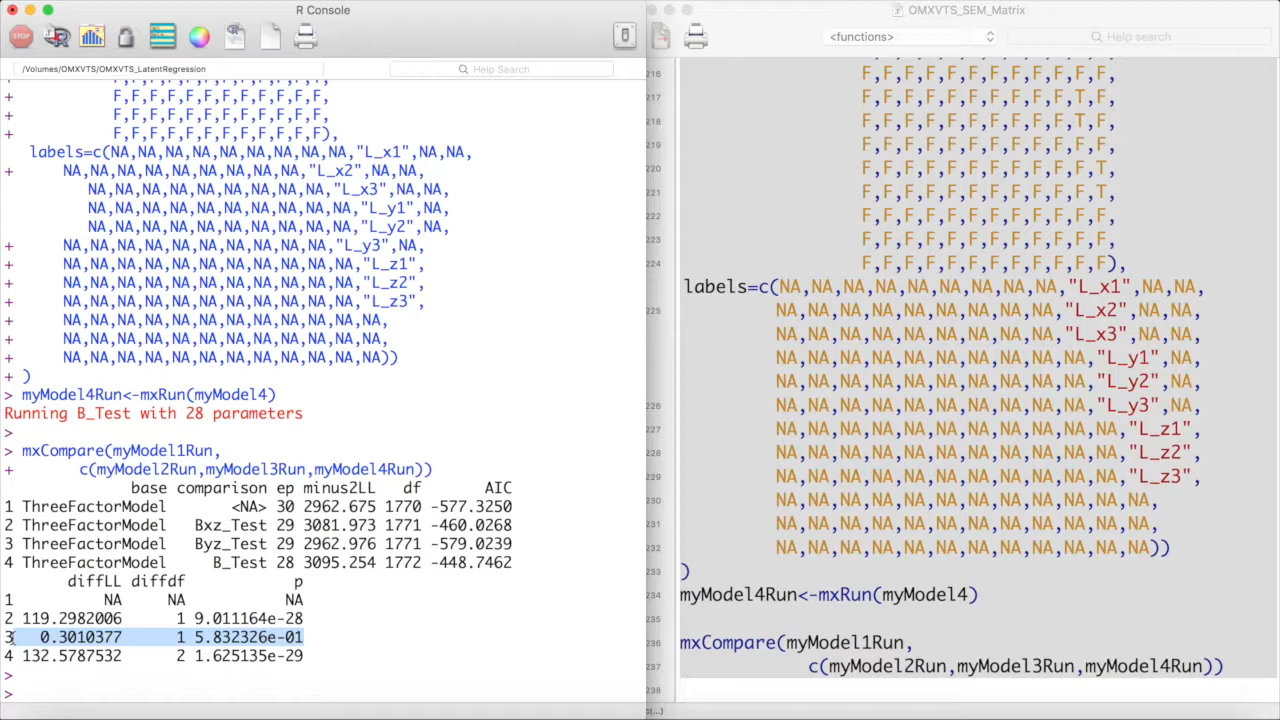 R Console
STOP
/Volumes/OMXVTS/OMXVTS_LatentRegression
Help Search
F,F,F,F,F,F,F,F,F,F,F,F,
+ F,F,F,F,F,F,F,F,F,F,F,F,
+ F,F,F,F,F,F,F,F,F,F,F,F,
+ F,F,F,F,F,F,F,F,F,F,F,F),
labels=c(NA,NA,NA,NA,NA,NA,NA,NA,NA,"L_x1",NA,NA,
+ NA,NA,NA,NA,NA,NA,NA,NA,NA,"L_x2",NA,NA,
NA,NA,NA,NA,NA,NA,NA,NA,NA,"L_x3",NA,NA,
NA,NA,NA,NA,NA,NA,NA,NA,NA,NA,"L_y1",NA,
NA,NA,NA,NA,NA,NA,NA,NA,NA,NA,"L_y2",NA,
+ NA,NA,NA,NA,NA,NA,NA,NA,NA,NA,"L_y3",NA,
+ NA,NA,NA,NA,NA,NA,NA,NA,NA,NA,NA,"L_z1",
+ NA,NA,NA,NA,NA,NA,NA,NA,NA,NA,NA,"L_z2",
+ NA,NA,NA,NA,NA,NA,NA,NA,NA,NA,NA,"L_z3",
+ NA,NA,NA,NA,NA,NA,NA,NA,NA,NA,NA,NA,
+ NA,NA,NA,NA,NA,NA,NA,NA,NA,NA,NA,NA,
+ NA,NA,NA,NA,NA,NA,NA,NA,NA,NA,NA,NA))
+ )
> myModel4Run<-mxRun(myModel4)
Running B_Test with 28 parameters
>
> mxCompare(myModel1Run,
+ c(myModel2Run,myModel3Run,myModel4Run))
base comparison ep minus2LL df AIC
1 ThreeFactorModel <NA> 30 2962.675 1770 -577.3250
2 ThreeFactorModel Bxz_Test 29 3081.973 1771 -460.0268
3 ThreeFactorModel Byz_Test 29 2962.976 1771 -579.0239
4 ThreeFactorModel B_Test 28 3095.254 1772 -448.7462
diffLL diffdf p
1 NA NA NA
2 119.2982006 1 9.011164e-28
3 0.3010377 1 5.832326e-01
4 132.5787532 2 1.625135e-29
>
>
OMXVTS_SEM_Matrix
<functions>
Help search
216 F,F,F,F,F,F,F,F,F,F,F,F,
217 F,F,F,F,F,F,F,F,F,F,T,F,
218 F,F,F,F,F,F,F,F,F,F,T,F,
219 F,F,F,F,F,F,F,F,F,F,F,F,
220 F,F,F,F,F,F,F,F,F,F,F,T,
221 F,F,F,F,F,F,F,F,F,F,F,T,
222 F,F,F,F,F,F,F,F,F,F,F,F,
223 F,F,F,F,F,F,F,F,F,F,F,F,
224 F,F,F,F,F,F,F,F,F,F,F,F),
labels=c(NA,NA,NA,NA,NA,NA,NA,NA,NA,"L_x1",NA,NA,
225 NA,NA,NA,NA,NA,NA,NA,NA,NA,"L_x2",NA,NA,
NA,NA,NA,NA,NA,NA,NA,NA,NA,"L_x3",NA,NA,
NA,NA,NA,NA,NA,NA,NA,NA,NA,NA,"L_y1",NA,
NA,NA,NA,NA,NA,NA,NA,NA,NA,NA,"L_y2",NA,
226 NA,NA,NA,NA,NA,NA,NA,NA,NA,NA,"L_y3",NA,
227 NA,NA,NA,NA,NA,NA,NA,NA,NA,NA,NA,"L_z1",
228 NA,NA,NA,NA,NA,NA,NA,NA,NA,NA,NA,"L_z2",
229 NA,NA,NA,NA,NA,NA,NA,NA,NA,NA,NA,"L_z3",
230 NA,NA,NA,NA,NA,NA,NA,NA,NA,NA,NA,NA,
231 NA,NA,NA,NA,NA,NA,NA,NA,NA,NA,NA,NA,
232 NA,NA,NA,NA,NA,NA,NA,NA,NA,NA,NA,NA))
233 )
234 myModel4Run<-mxRun(myModel4)
235
236 mxCompare(myModel1Run,
237 c(myModel2Run,myModel3Run,myModel4Run))
238
c(...)